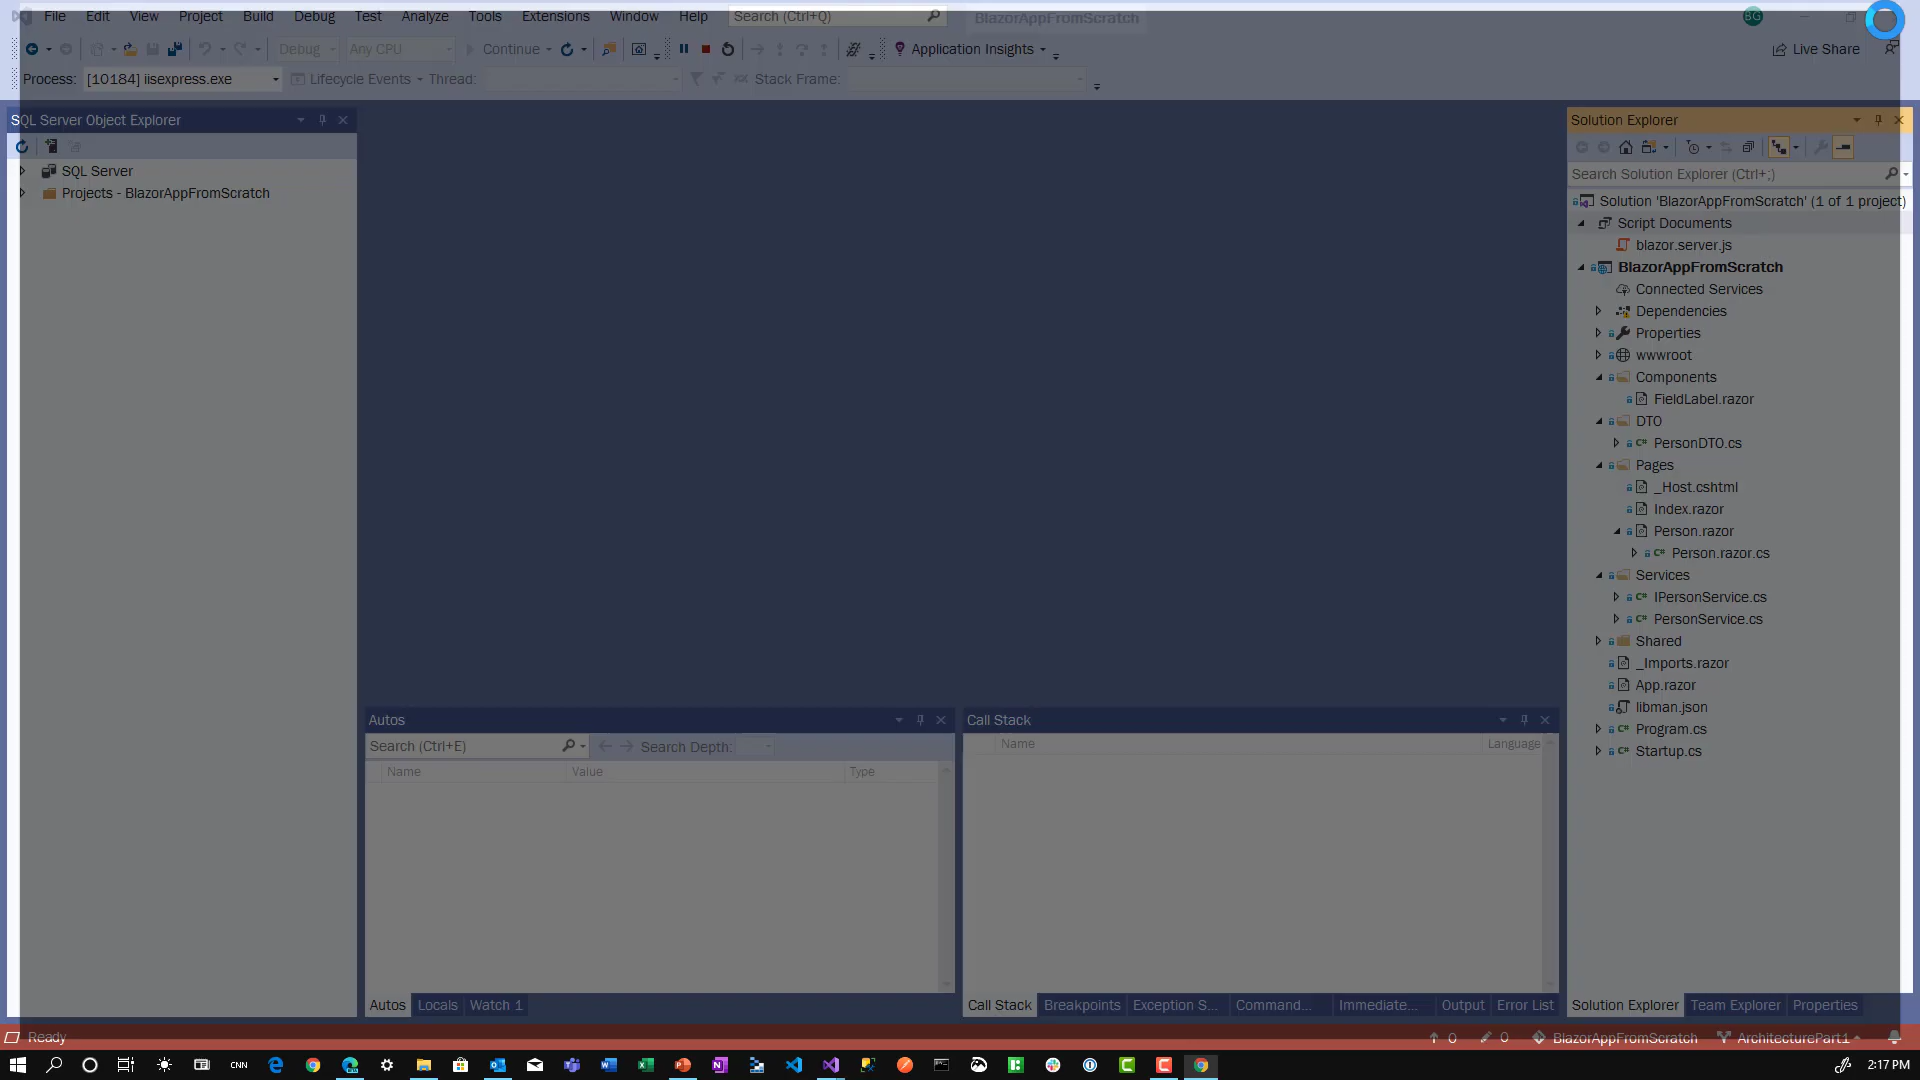 File Edit View Project Build Debug Test Analyze Tools Extensions Window Help Search (Ctrl+Q) BlazorAppFromScratch BG
Debug Any CPU Continue Application Insights Live Share
Process: [10184] iisexpress.exe Lifecycle Events Thread: Stack Frame:
SQL Server Object Explorer
SQL Server
Projects - BlazorAppFromScratch
Solution Explorer
Search Solution Explorer (Ctrl+;)
Solution 'BlazorAppFromScratch' (1 of 1 project)
Script Documents
blazor.server.js
BlazorAppFromScratch
Connected Services
Dependencies
Properties
wwwroot
Components
FieldLabel.razor
DTO
C# PersonDTO.cs
Pages
_Host.cshtml
Index.razor
Person.razor
C# Person.razor.cs
Services
C# IPersonService.cs
C# PersonService.cs
Shared
_Imports.razor
App.razor
libman.json
C# Program.cs
C# Startup.cs
Autos
Search (Ctrl+E) Search Depth:
Name Value Type
Call Stack
Name Language
Autos Locals Watch 1
Call Stack Breakpoints Exception S... Command... Immediate... Output Error List
Solution Explorer Team Explorer Properties
Ready 0 0 BlazorAppFromScratch ArchitecturePart1
CNN 2:17 PM